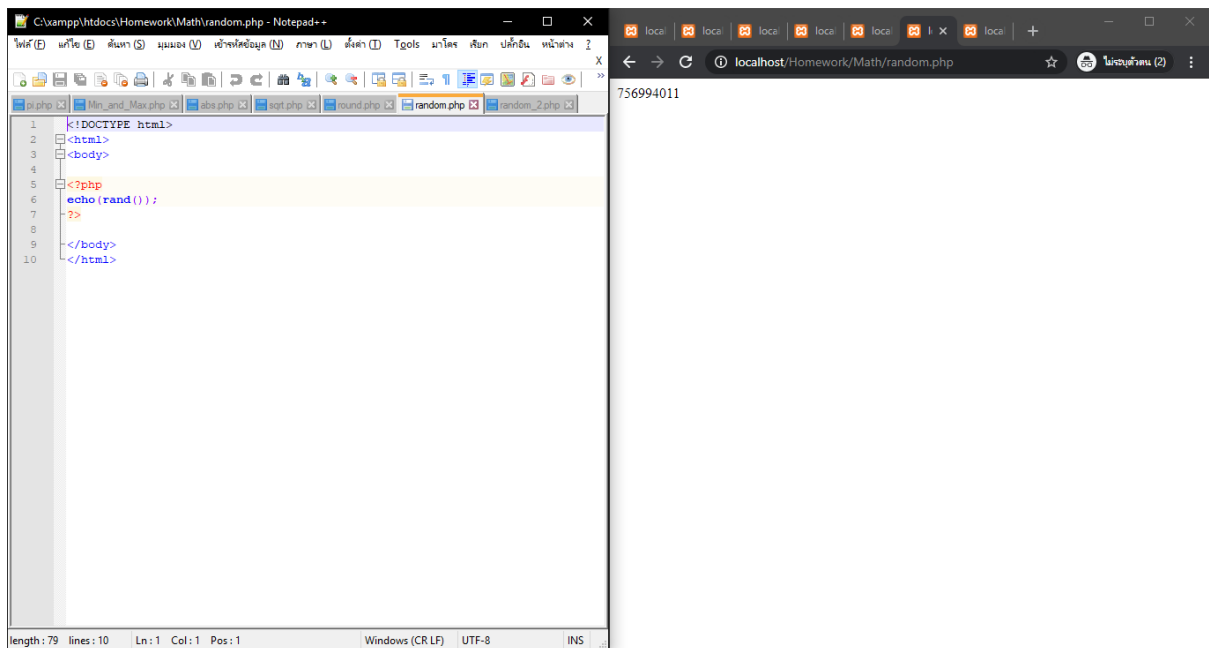 C:\xampp\htdocs\Homework\Math\random.php - Notepad++
ไฟล์(F) แก้ไข (E) ค้นหา (S) มุมมอง (V) เข้ารหัสข้อมูล (N) ภาษา (L) ตั้งค่า (T) Tools มาโคร เรียก ปลั๊กอิน หน้าต่าง ?
X
pi.php Min_and_Max.php abs.php sqrt.php round.php random.php random_2.php
1 <!DOCTYPE html>
2 <html>
3 <body>
4
5 <?php
6 echo(rand());
7 ?>
8
9 </body>
10 </html>
length : 79 lines : 10 Ln : 1 Col : 1 Pos : 1 Windows (CR LF) UTF-8 INS
local local local local local l local
localhost/Homework/Math/random.php ไม่ระบุตัวตน (2)
756994011